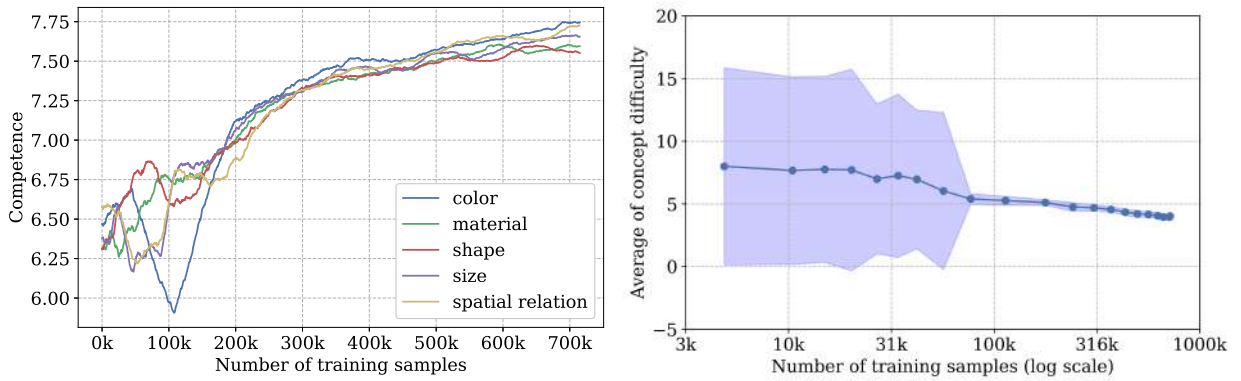 7.75
7.50
7.25
7.00
6.75
6.50
6.25
6.00
Competence
color
material
shape
size
spatial relation
0k 100k 200k 300k 400k 500k 600k 700k
Number of training samples
20
15
10
5
0
−5
Average of concept difficulty
3k 10k 31k 100k 316k 1000k
Number of training samples (log scale)